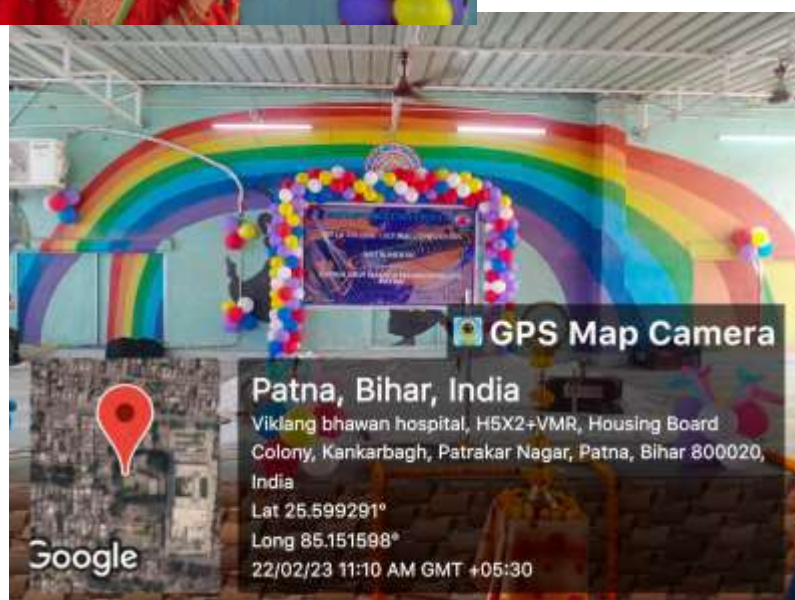 GPS Map Camera
Patna, Bihar, India
Viklang bhawan hospital, H5X2+VMR, Housing Board
Colony, Kankarbagh, Patrakar Nagar, Patna, Bihar 800020,
India
Lat 25.599291°
Long 85.151598°
22/02/23 11:10 AM GMT +05:30
Google